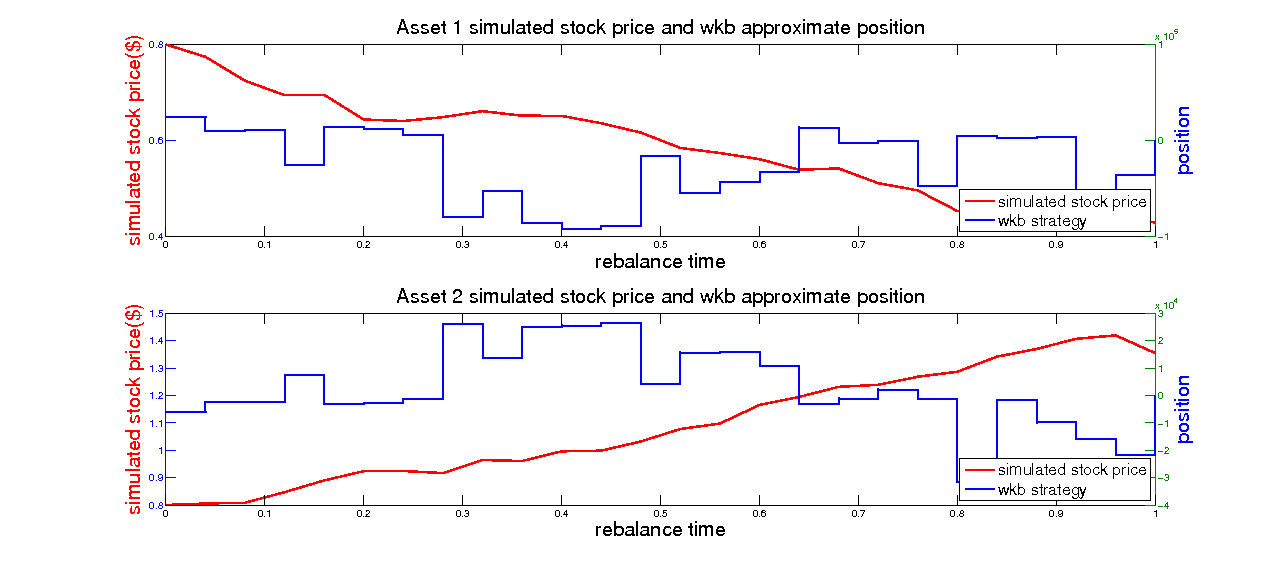 Asset 1 simulated stock price and wkb approximate position
x 10^5
simulated stock price($)
0.8
0.6
0.4
1
0
-1
position
simulated stock price
wkb strategy
0 0.1 0.2 0.3 0.4 0.5 0.6 0.7 0.8 0.9 1
rebalance time
Asset 2 simulated stock price and wkb approximate position
x 10^4
simulated stock price($)
1.5
1.4
1.3
1.2
1.1
1
0.9
0.8
3
2
1
0
-1
-2
-3
-4
position
simulated stock price
wkb strategy
0 0.1 0.2 0.3 0.4 0.5 0.6 0.7 0.8 0.9 1
rebalance time